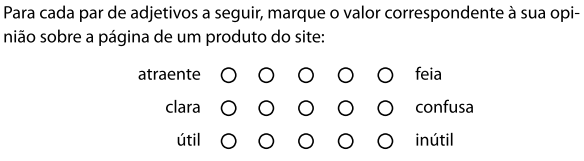 Para cada par de adjetivos a seguir, marque o valor correspondente à sua opi-
nião sobre a página de um produto do site:
atraente ○ ○ ○ ○ ○ feia
clara ○ ○ ○ ○ ○ confusa
útil ○ ○ ○ ○ ○ inútil